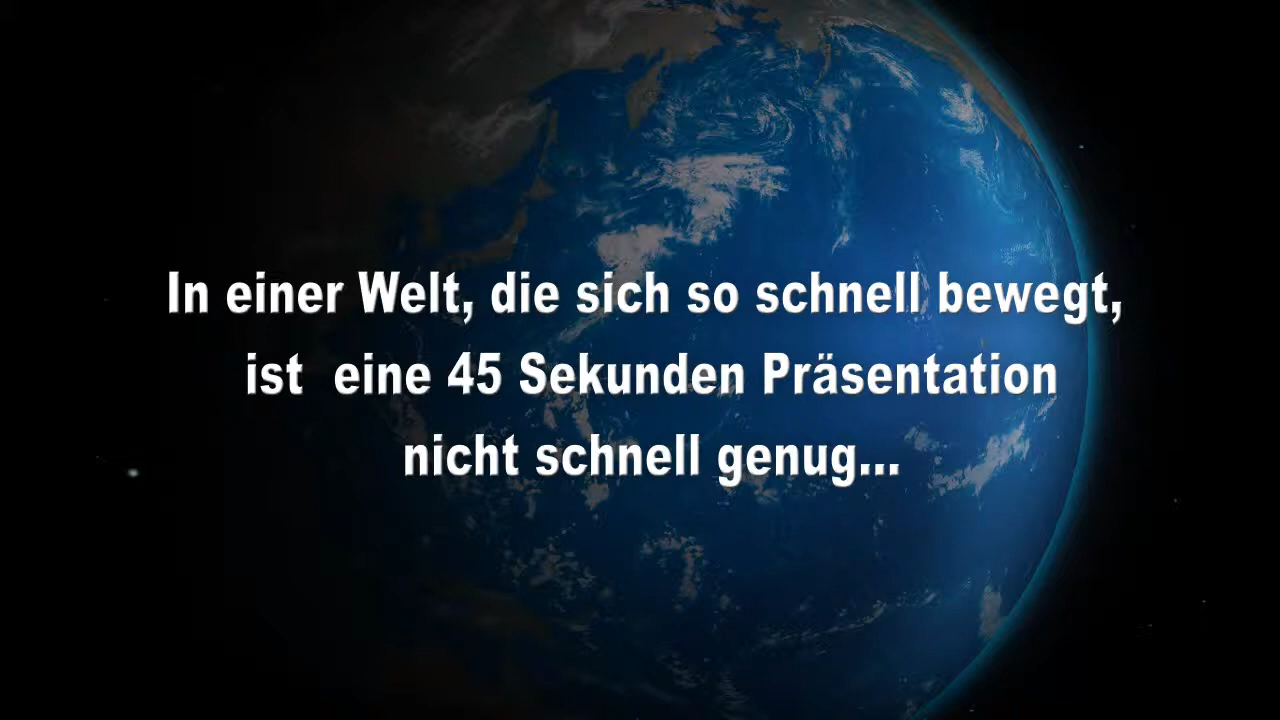 In einer Welt, die sich so schnell bewegt,
ist eine 45 Sekunden Präsentation
nicht schnell genug...